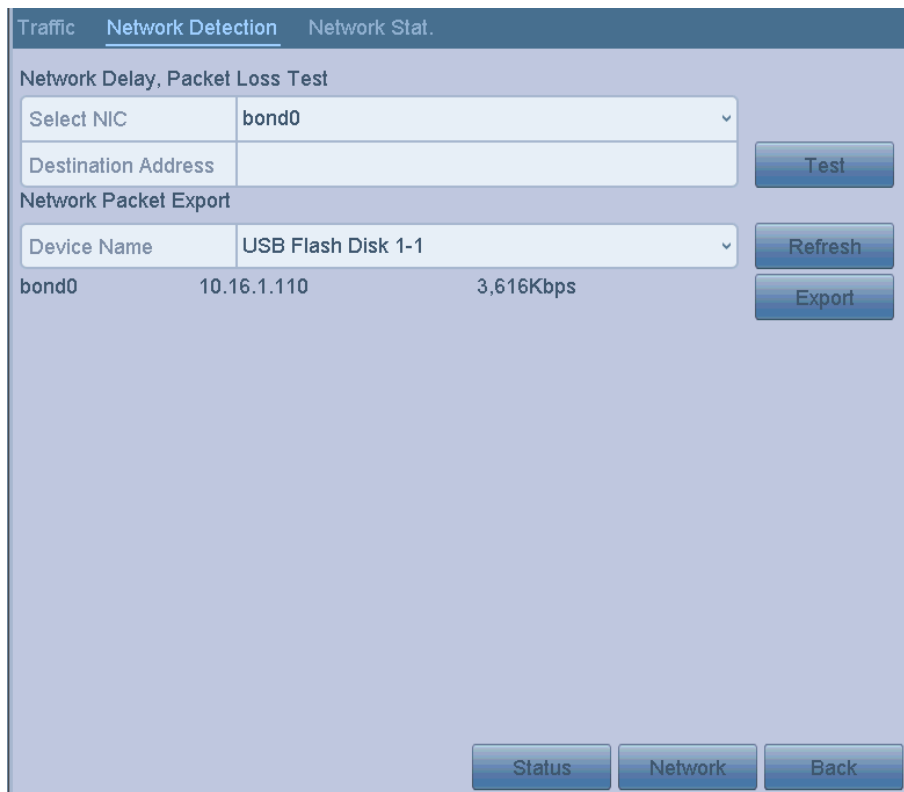 Traffic Network Detection Network Stat.
Network Delay, Packet Loss Test
Select NIC bond0
Destination Address Test
Network Packet Export
Device Name USB Flash Disk 1-1 Refresh
bond0 10.16.1.110 3,616Kbps Export
Status Network Back